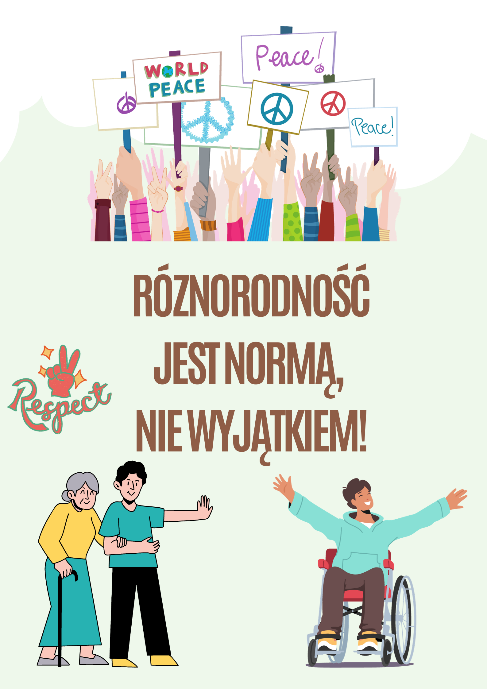 WORLD
PEACE
Peace!
Peace!
RÓZNORODNOŚĆ
JEST NORMĄ,
NIE WYJĄTKIEM!
Respect